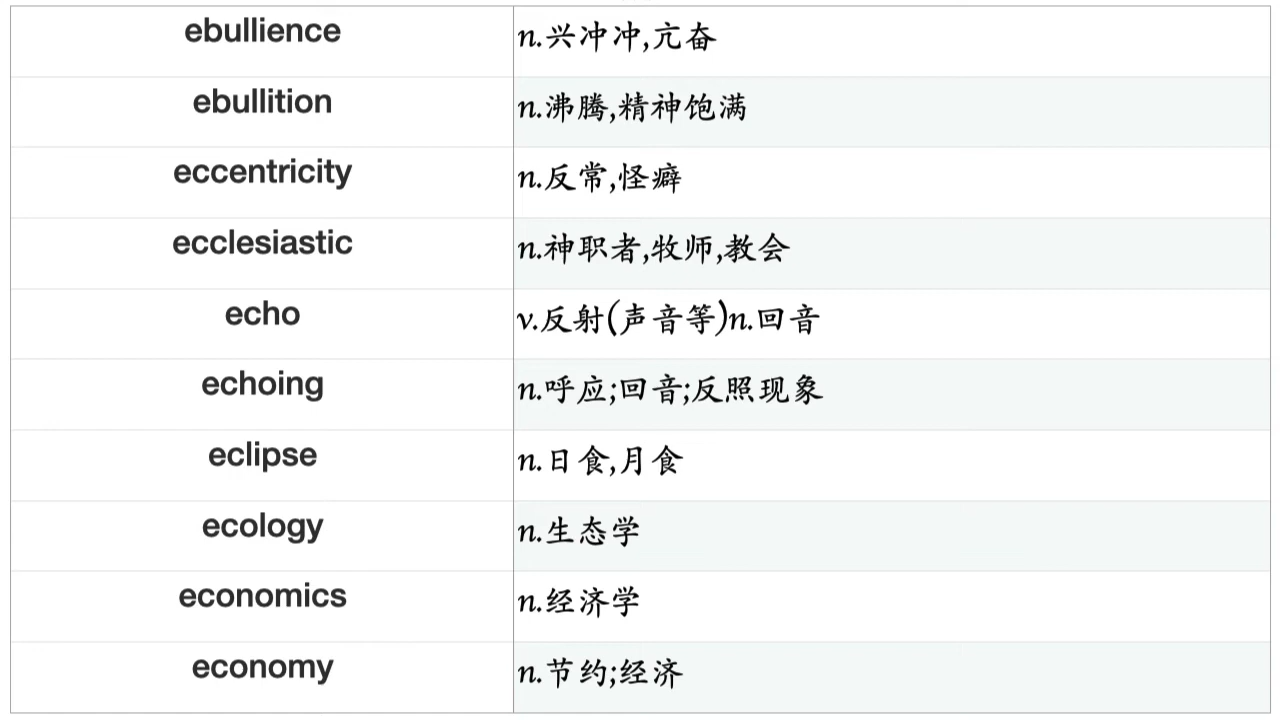 ebullience n.兴冲冲,亢奋
ebullition n.沸腾,精神饱满
eccentricity n.反常,怪癖
ecclesiastic n.神职者,牧师,教会
echo v.反射(声音等)n.回音
echoing n.呼应;回音;反照现象
eclipse n.日食,月食
ecology n.生态学
economics n.经济学
economy n.节约;经济